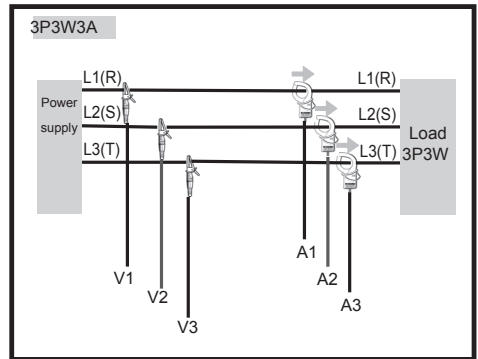 3P3W3A
L1(R)
L1(R)
Power
supply
L2(S)
L2(S)
Load
3P3W
L3(T)
L3(T)
A1
V1
A2
V2
A3
V3